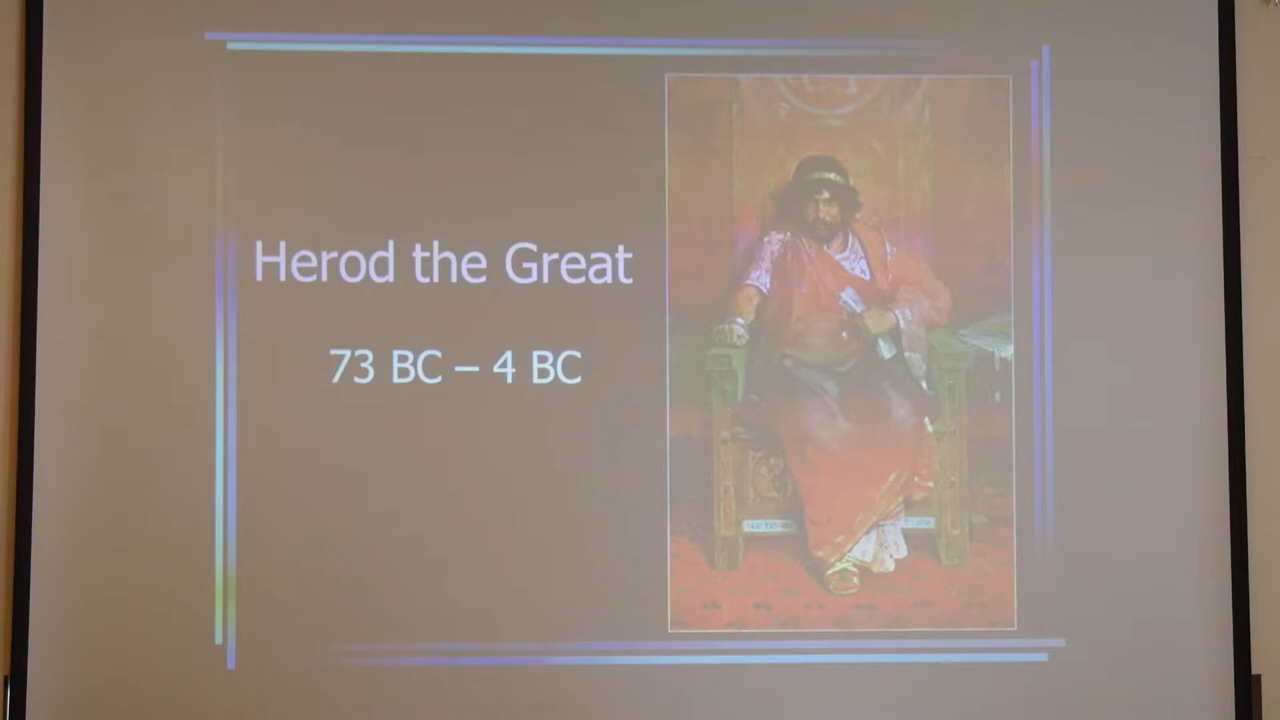 Herod the Great
73 BC – 4 BC